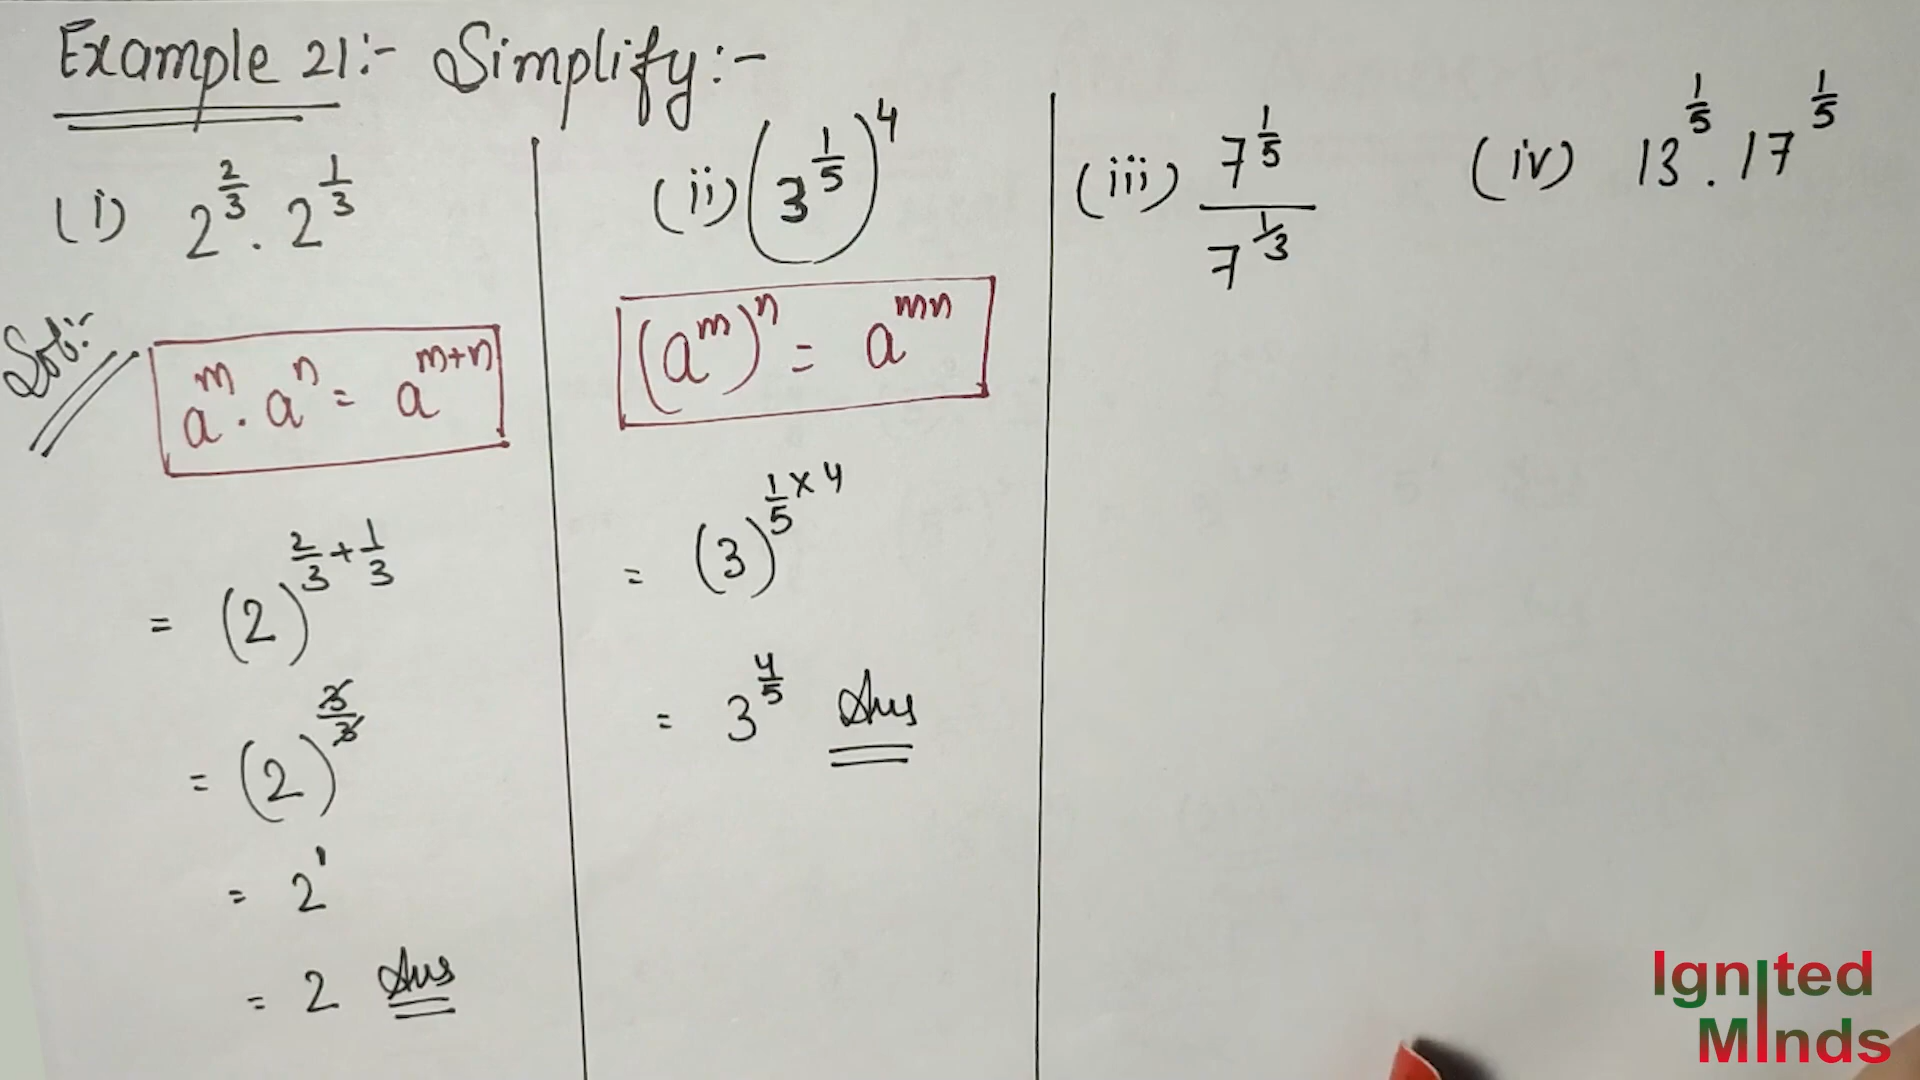 Example 21:- Simplify:-
(i) 2^{2/3} . 2^{1/3}
Sol:-
a^m . a^n = a^{m+n}
= (2)^{2/3 + 1/3}
= (2)^{3/3}
= 2^1
= 2 Ans
(ii) (3^{1/5})^4
(a^m)^n = a^{mn}
= (3)^{1/5 × 4}
= 3^{4/5} Ans
(iii) 7^{1/5} / 7^{1/3}
(iv) 13^{1/5} . 17^{1/5}
Ignited
Minds